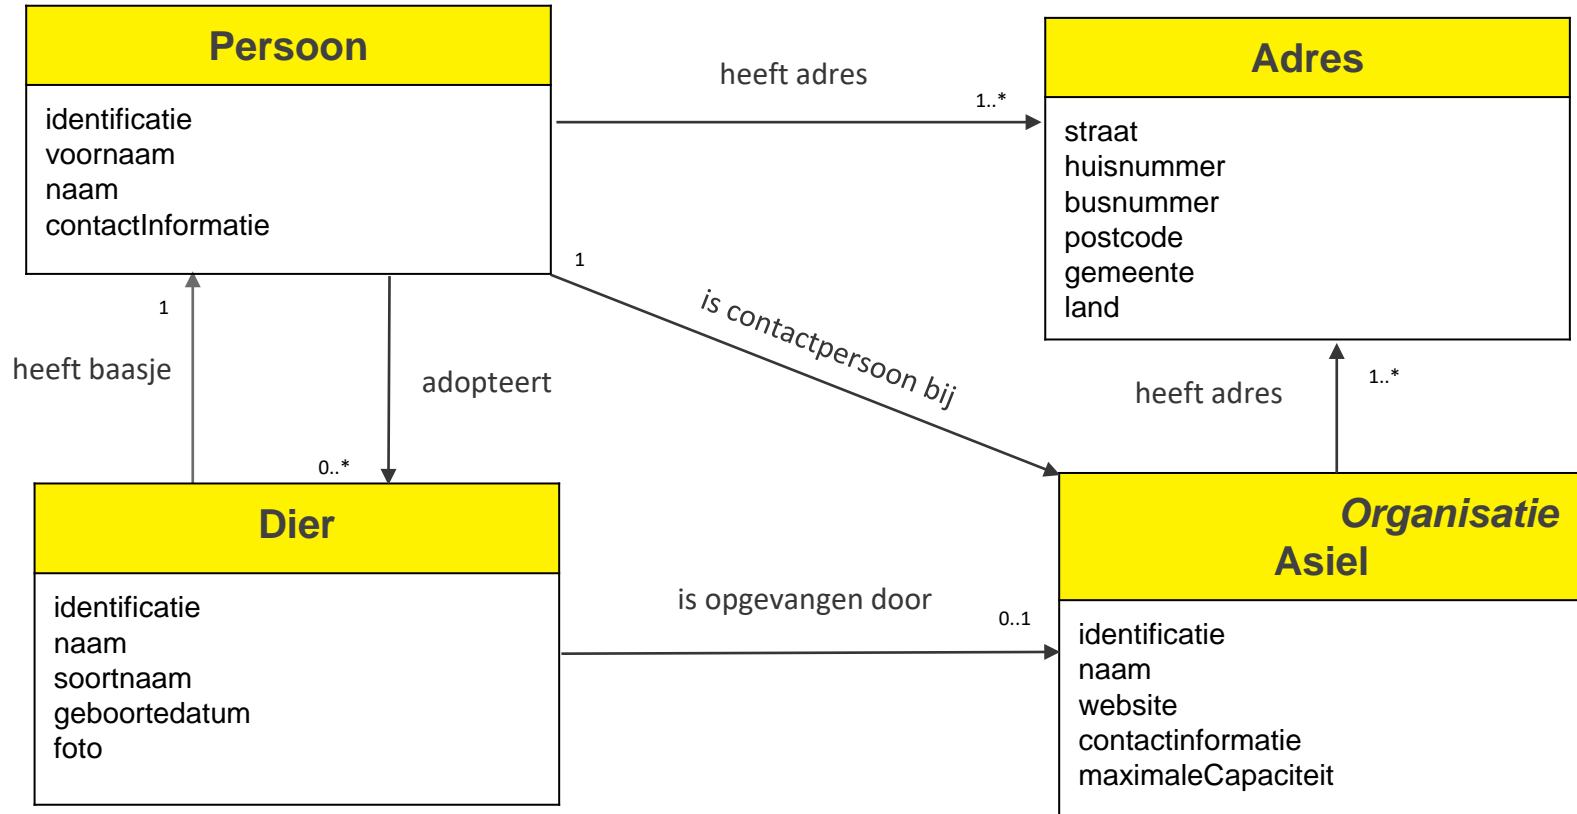 Persoon
identificatie
voornaam
naam
contactInformatie
heeft adres
1..*
Adres
straat
huisnummer
busnummer
postcode
gemeente
land
1
is contactpersoon bij
1
heeft baasje
adopteert
0..*
heeft adres
1..*
Dier
identificatie
naam
soortnaam
geboortedatum
foto
is opgevangen door
0..1
Organisatie
Asiel
identificatie
naam
website
contactinformatie
maximaleCapaciteit